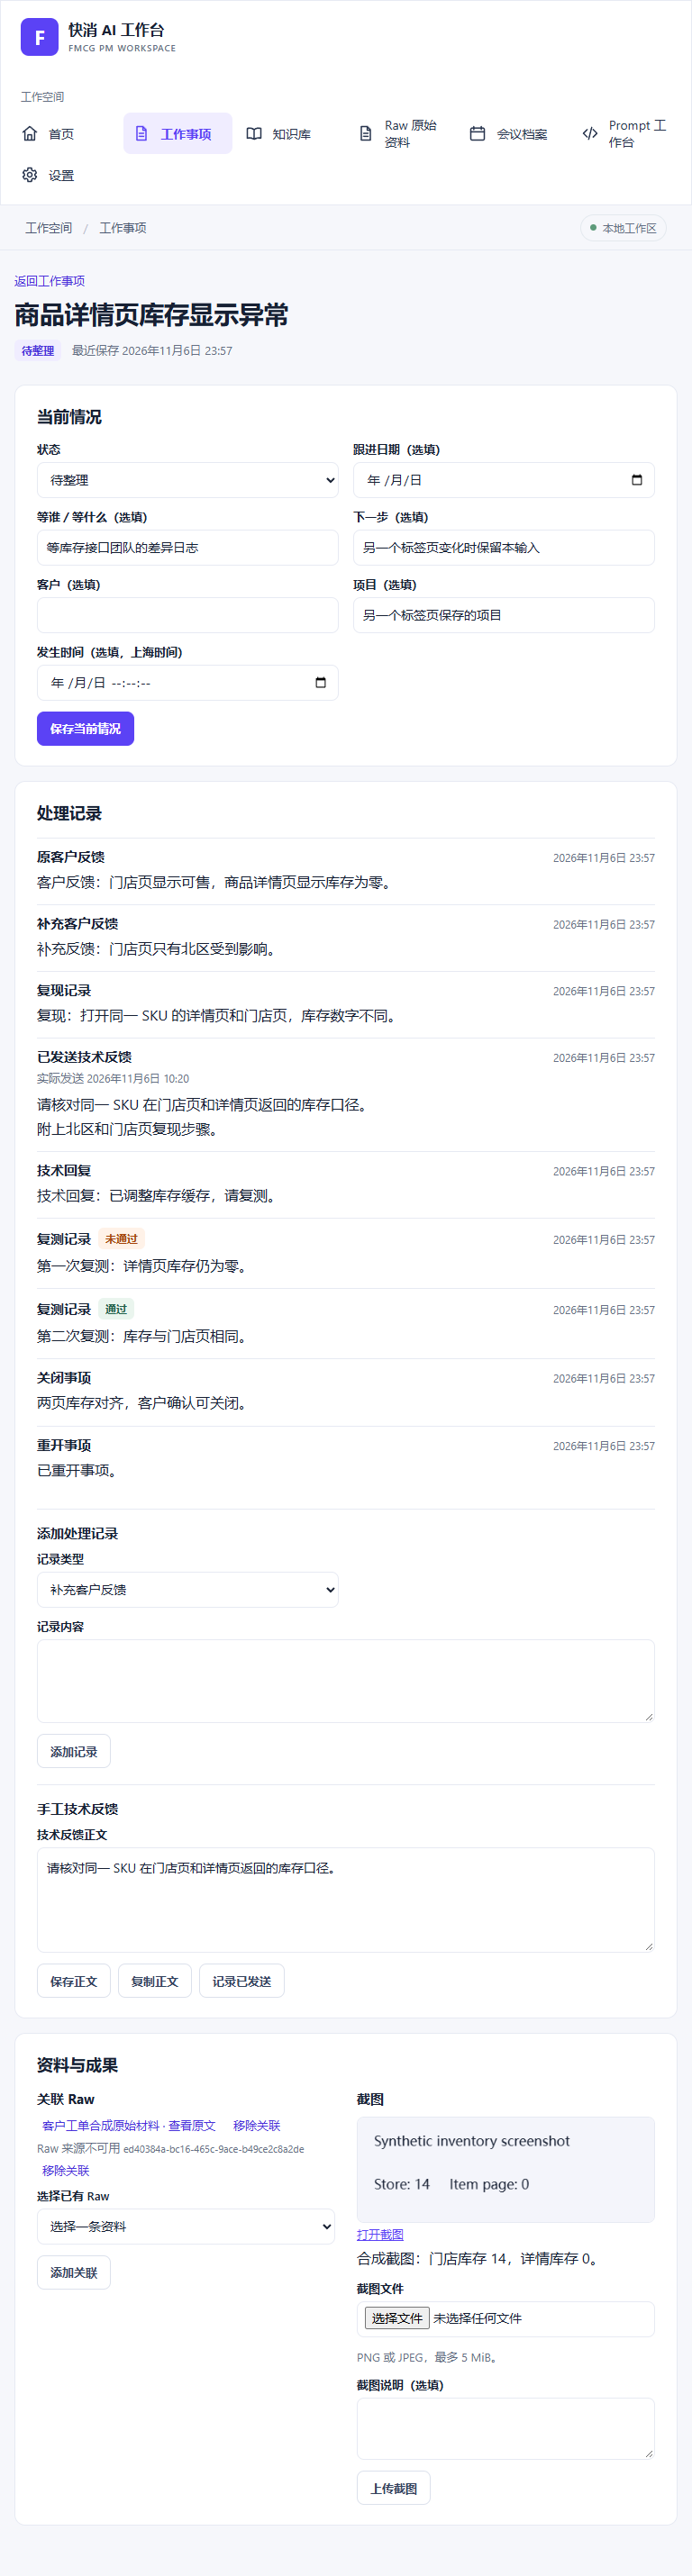 F
快消 AI 工作台
FMCG PM WORKSPACE
工作空间
首页
工作事项
知识库
Raw 原始
资料
会议档案
Prompt 工
作台
设置
工作空间 / 工作事项
本地工作区
返回工作事项
商品详情页库存显示异常
待整理 最近保存 2026年11月6日 23:57
当前情况
状态
待整理
跟进日期（选填）
年 /月/日
等谁 / 等什么（选填）
等库存接口团队的差异日志
下一步（选填）
另一个标签页变化时保留本输入
客户（选填）
项目（选填）
另一个标签页保存的项目
发生时间（选填，上海时间）
年 /月/日 --:--:--
保存当前情况
处理记录
原客户反馈 2026年11月6日 23:57
客户反馈：门店页显示可售，商品详情页显示库存为零。
补充客户反馈 2026年11月6日 23:57
补充反馈：门店页只有北区受到影响。
复现记录 2026年11月6日 23:57
复现：打开同一 SKU 的详情页和门店页，库存数字不同。
已发送技术反馈 2026年11月6日 23:57
实际发送 2026年11月6日 10:20
请核对同一 SKU 在门店页和详情页返回的库存口径。
附上北区和门店页复现步骤。
技术回复 2026年11月6日 23:57
技术回复：已调整库存缓存，请复测。
复测记录 未通过 2026年11月6日 23:57
第一次复测：详情页库存仍为零。
复测记录 通过 2026年11月6日 23:57
第二次复测：库存与门店页相同。
关闭事项 2026年11月6日 23:57
两页库存对齐，客户确认可关闭。
重开事项 2026年11月6日 23:57
已重开事项。
添加处理记录
记录类型
补充客户反馈
记录内容
添加记录
手工技术反馈
技术反馈正文
请核对同一 SKU 在门店页和详情页返回的库存口径。
保存正文 复制正文 记录已发送
资料与成果
关联 Raw
客户工单合成原始材料 · 查看原文 移除关联
Raw 来源不可用 ed40384a-bc16-465c-9ace-b49ce2c8a2de
移除关联
选择已有 Raw
选择一条资料
添加关联
截图
Synthetic inventory screenshot
Store: 14 Item page: 0
打开截图
合成截图：门店库存 14，详情库存 0。
截图文件
选择文件 未选择任何文件
PNG 或 JPEG，最多 5 MiB。
截图说明（选填）
上传截图